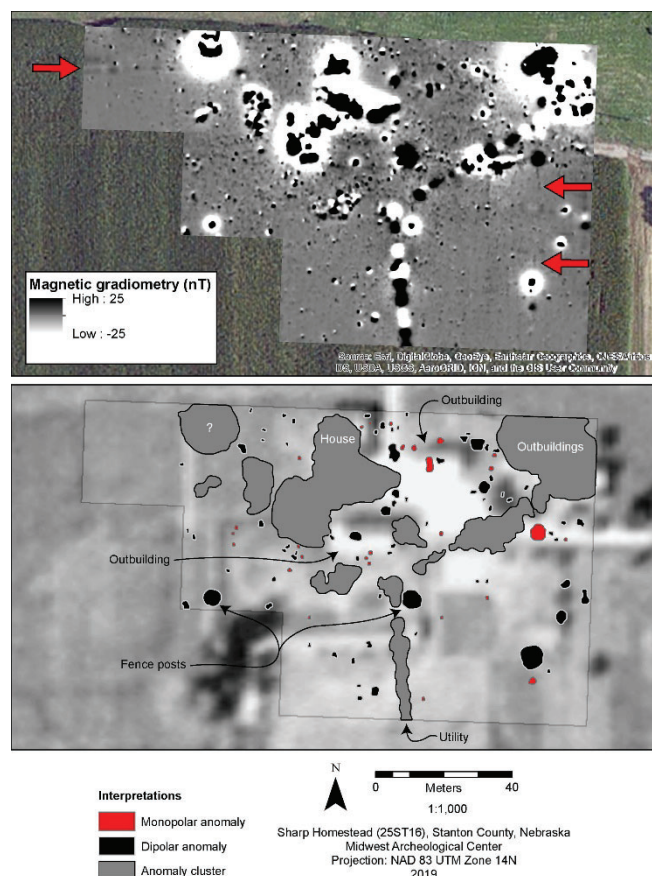 Magnetic gradiometry (nT)
High : 25
Low : -25
Source: Esri, DigitalGlobe, GeoEye, Earthstar Geographics, CNES/Airbus
DS, USDA, USGS, AeroGRID, IGN, and the GIS User Community
Outbuilding
?
House
Outbuildings
Outbuilding
Fence posts
Utility
N
0
20
40
Meters
1:1,000
Interpretations
Monopolar anomaly
Dipolar anomaly
Anomaly cluster
Sharp Homestead (25ST16), Stanton County, Nebraska
Midwest Archeological Center
Projection: NAD 83 UTM Zone 14N
2019